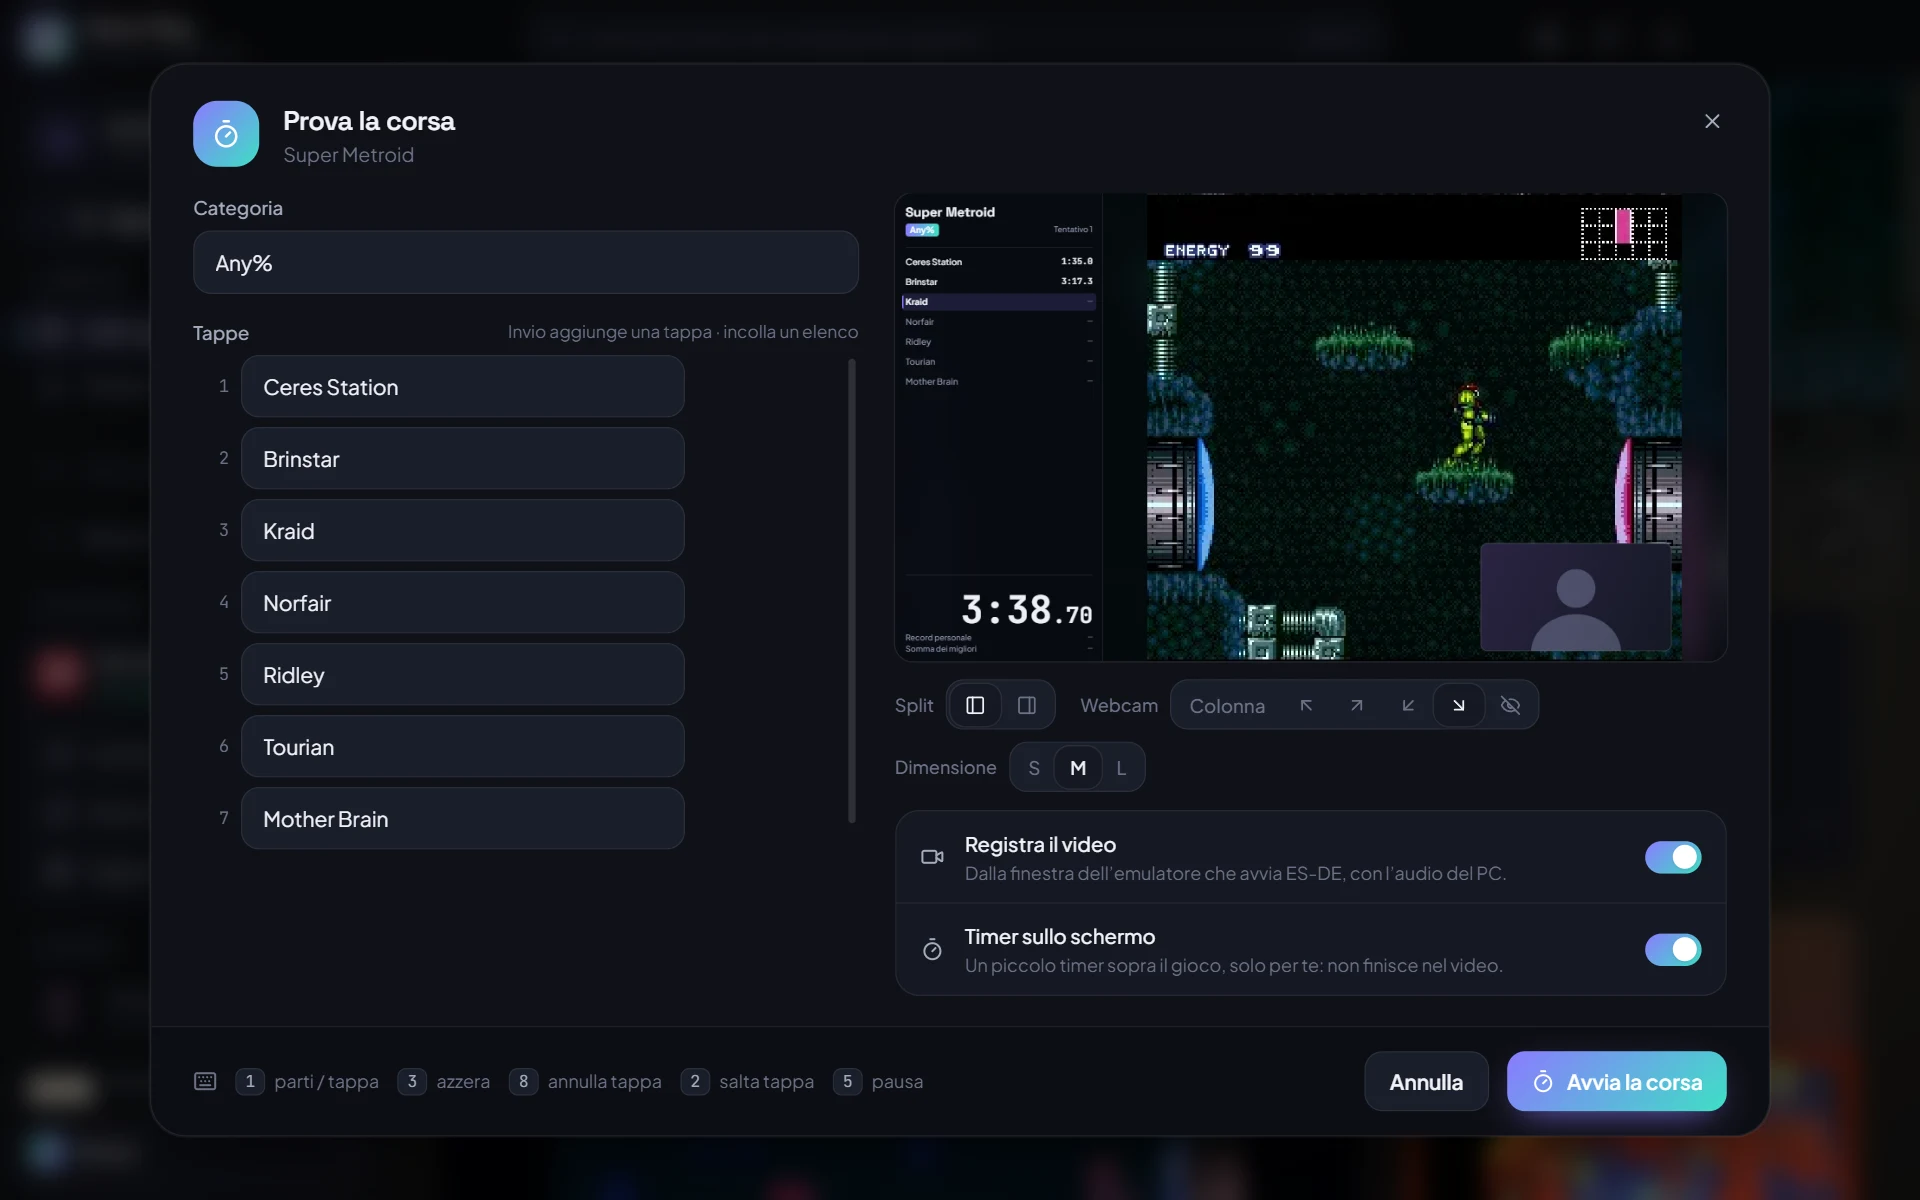 Prova la corsa
Super Metroid
Categoria
Any%
Tappe
Invio aggiunge una tappa · incolla un elenco
1 Ceres Station
2 Brinstar
3 Kraid
4 Norfair
5 Ridley
6 Tourian
7 Mother Brain
Super Metroid
Any% Tentativo 1
Ceres Station 1:35.0
Brinstar 3:17.3
Kraid –
Norfair –
Ridley –
Tourian –
Mother Brain –
3:38.70
Record personale –
Somma dei migliori –
ENERGY 99
Split
Webcam Colonna
Dimensione S M L
Registra il video
Dalla finestra dell'emulatore che avvia ES-DE, con l'audio del PC.
Timer sullo schermo
Un piccolo timer sopra il gioco, solo per te: non finisce nel video.
1 parti / tappa 3 azzera 8 annulla tappa 2 salta tappa 5 pausa
Annulla
Avvia la corsa